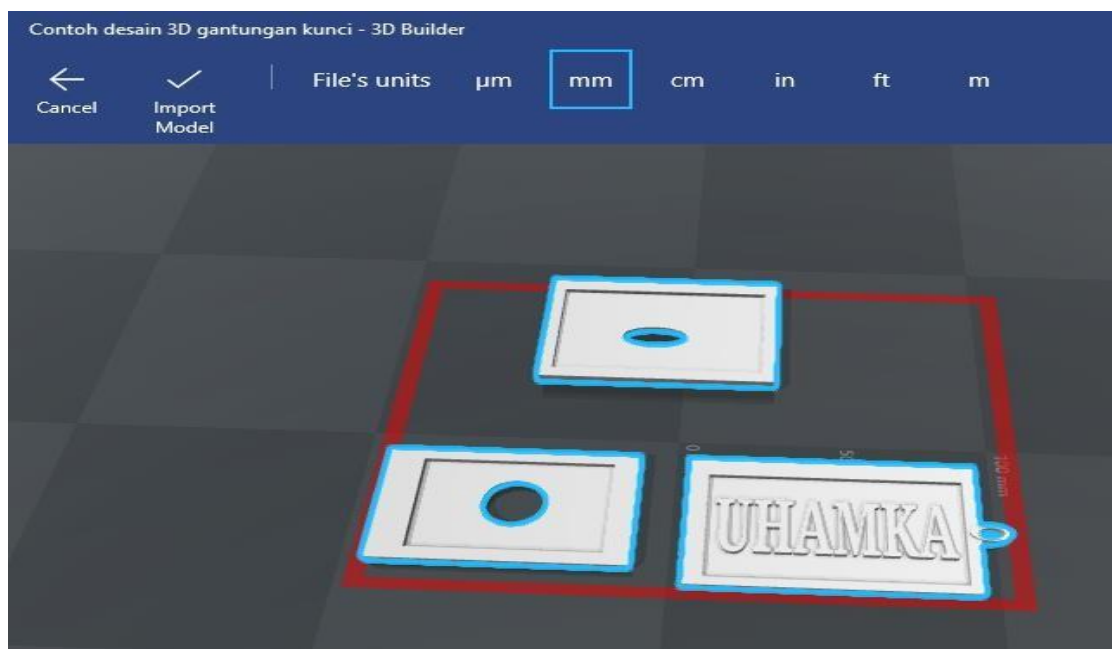 Contoh desain 3D gantungan kunci - 3D Builder
Cancel
Import
Model
File's units µm mm cm in ft m
0
50
100 mm
UHAMKA